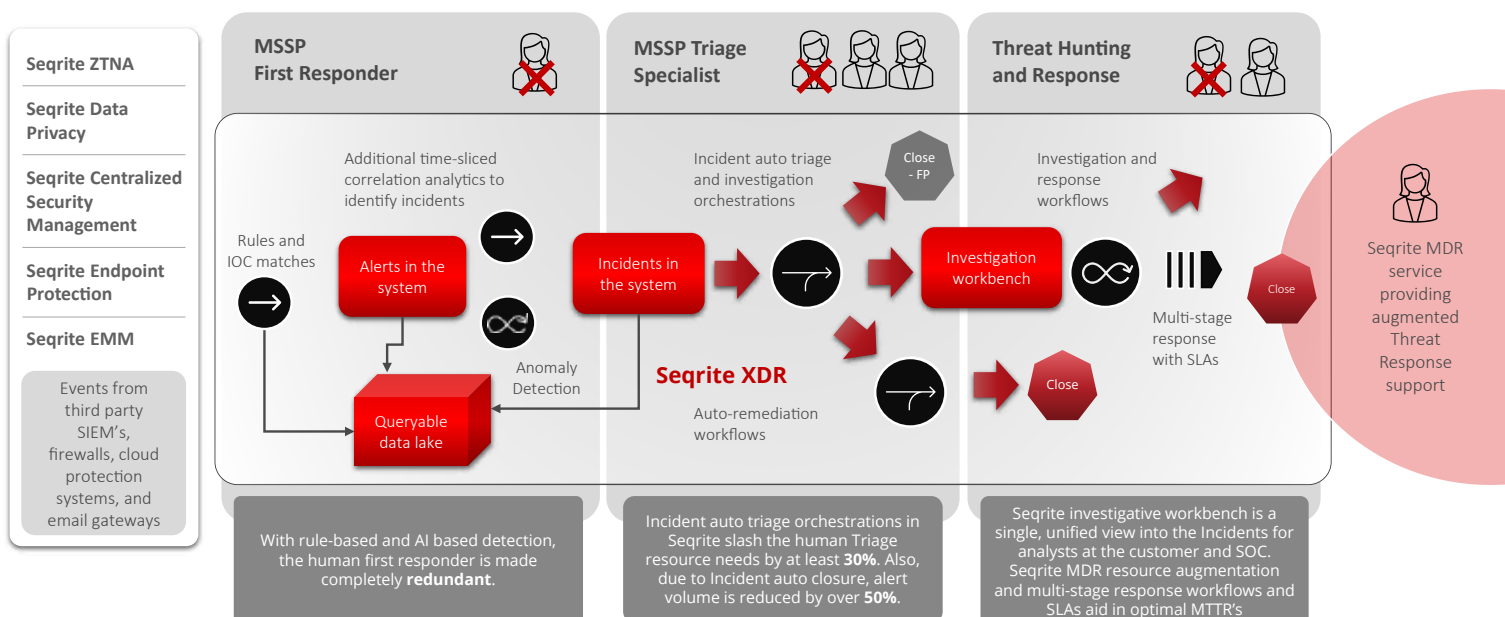 Seqrite ZTNA
Seqrite Data
Privacy
Seqrite Centralized
Security
Management
Seqrite Endpoint
Protection
Seqrite EMM
Events from
third party
SIEM's,
firewalls, cloud
protection
systems, and
email gateways
MSSP
First Responder
Additional time-sliced
correlation analytics to
identify incidents
Rules and
IOC matches
Alerts in the
system
Anomaly
Detection
Queryable
data lake
With rule-based and AI based detection,
the human first responder is made
completely redundant.
MSSP Triage
Specialist
Incident auto triage
and investigation
orchestrations
Close
- FP
Incidents in
the system
Seqrite XDR
Auto-remediation
workflows
Incident auto triage orchestrations in
Seqrite slash the human Triage
resource needs by at least 30%. Also,
due to Incident auto closure, alert
volume is reduced by over 50%.
Threat Hunting
and Response
Investigation and
response
workflows
Investigation
workbench
Multi-stage
response
with SLAs
Close
Close
Seqrite investigative workbench is a
single, unified view into the Incidents for
analysts at the customer and SOC.
Seqrite MDR resource augmentation
and multi-stage response workflows and
SLAs aid in optimal MTTR's
Seqrite MDR
service
providing
augmented
Threat
Response
support